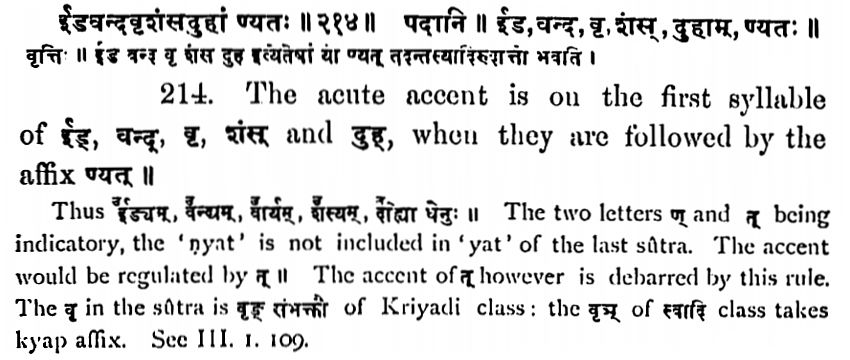 ईडवन्दवृशंसदुहां ण्यतः ॥ २१४ ॥ पदानि ॥ ईड, वन्द, वृ, शंस्, दुहाम्, ण्यतः ॥
वृत्तिः ॥ ईड वन्द वृ शंस दुह इत्येतेषां यो ण्यत् तदन्तस्यादिरुदात्तो भवति ।
214. The acute accent is on the first syllable
of ईड्, वन्द्, वृ, शंस् and दुह्, when they are followed by the
affix ण्यत् ॥
Thus ई॑ड्यम्, व॑न्द्यम्, वा॑र्यम्, शं॑स्यम्, दो॑ह्या धेनुः ॥ The two letters ण् and त् being
indicatory, the ‘ṇyat’ is not included in ‘yat’ of the last sûtra. The accent
would be regulated by त् ॥ The accent of त् however is debarred by this rule.
The वृ in the sûtra is वृङ् संभक्तौ of Kriyadi class : the वृञ् of स्वादि class takes
kyap affix. See III. 1. 109.